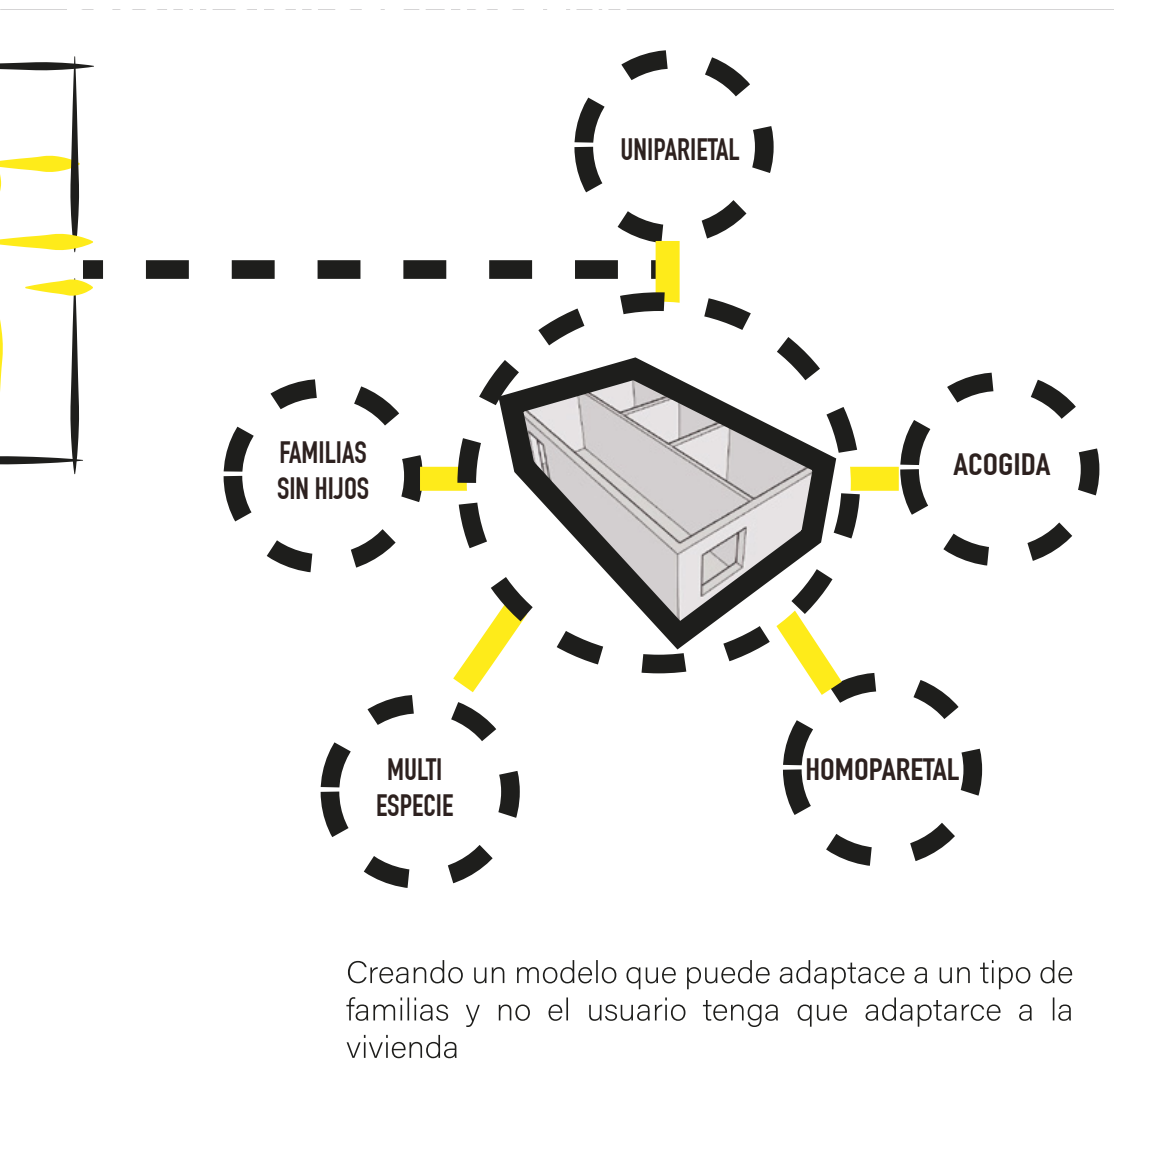 UNIPARIETAL
FAMILIAS
SIN HIJOS
ACOGIDA
MULTI
ESPECIE
HOMOPARETAL
Creando un modelo que puede adaptace a un tipo de
familias y no el usuario tenga que adaptarce a la
vivienda